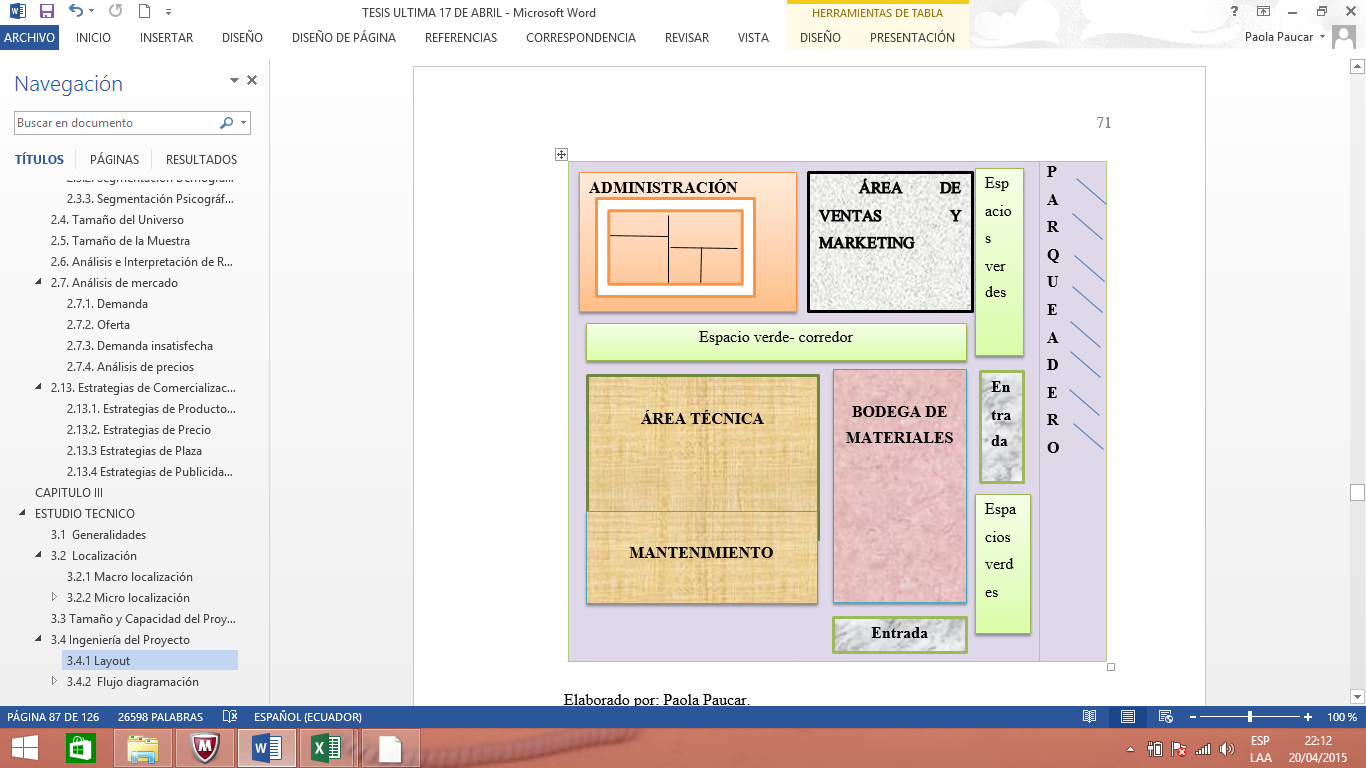 TESIS ULTIMA 17 DE ABRIL - Microsoft Word
HERRAMIENTAS DE TABLA
?
ARCHIVO INICIO INSERTAR DISEÑO DISEÑO DE PÁGINA REFERENCIAS CORRESPONDENCIA REVISAR VISTA DISEÑO PRESENTACIÓN
Paola Paucar
Navegación
Buscar en documento
TÍTULOS PÁGINAS RESULTADOS
2.3.2. Segmentación Demográ...
2.3.3. Segmentación Psicográf...
2.4. Tamaño del Universo
2.5. Tamaño de la Muestra
2.6. Análisis e Interpretación de R...
2.7. Análisis de mercado
2.7.1. Demanda
2.7.2. Oferta
2.7.3. Demanda insatisfecha
2.7.4. Análisis de precios
2.13. Estrategias de Comercializac...
2.13.1. Estrategias de Producto...
2.13.2. Estrategias de Precio
2.13.3 Estrategias de Plaza
2.13.4 Estrategias de Publicida...
CAPITULO III
ESTUDIO TECNICO
3.1 Generalidades
3.2 Localización
3.2.1 Macro localización
3.2.2 Micro localización
3.3 Tamaño y Capacidad del Proy...
3.4 Ingeniería del Proyecto
3.4.1 Layout
3.4.2 Flujo diagramación
71
ADMINISTRACIÓN
ÁREA DE
VENTAS Y
MARKETING
Esp
acio
s
ver
des
P
A
R
Q
U
E
A
D
E
R
O
Espacio verde- corredor
ÁREA TÉCNICA
BODEGA DE
MATERIALES
En
tra
da
MANTENIMIENTO
Espa
cios
verd
es
Entrada
Elaborado por: Paola Paucar.
PÁGINA 87 DE 126 26598 PALABRAS ESPAÑOL (ECUADOR)
100 %
ESP
LAA
22:12
20/04/2015